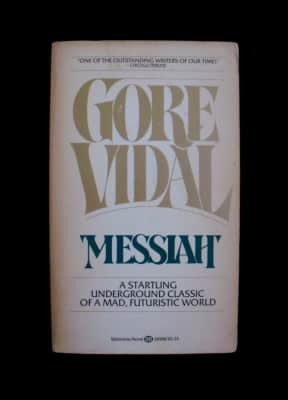 "ONE OF THE OUTSTANDING WRITERS OF OUR TIME!"
GORE
VIDAL
MESSIAH
A STARTLING
UNDERGROUND CLASSIC
OF A MAD, FUTURISTIC WORLD